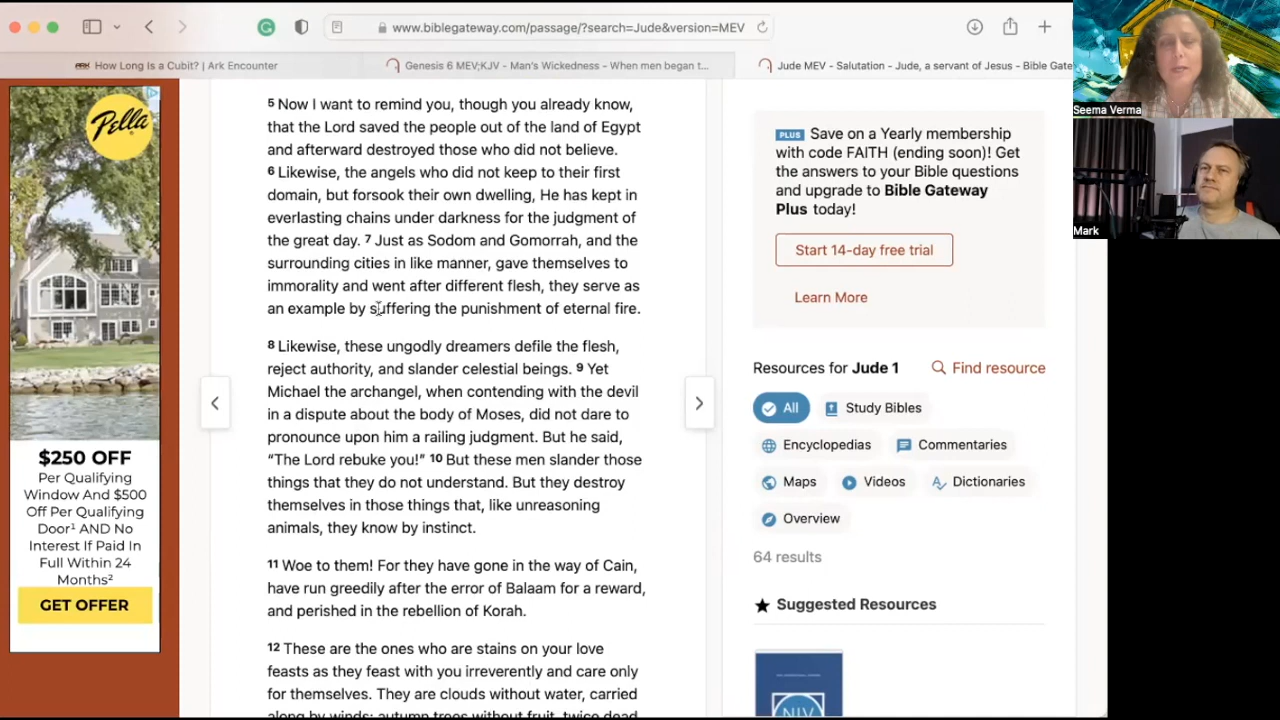 www.biblegateway.com/passage/?search=Jude&version=MEV
ARK How Long Is a Cubit? | Ark Encounter
Genesis 6 MEV;KJV - Man's Wickedness - When men began t...
Jude MEV - Salutation - Jude, a servant of Jesus - Bible Gate
Seema Verma
Mark
Pella
$250 OFF
Per Qualifying
Window And $500
Off Per Qualifying
Door¹ AND No
Interest If Paid In
Full Within 24
Months²
GET OFFER
5 Now I want to remind you, though you already know,
that the Lord saved the people out of the land of Egypt
and afterward destroyed those who did not believe.
6 Likewise, the angels who did not keep to their first
domain, but forsook their own dwelling, He has kept in
everlasting chains under darkness for the judgment of
the great day. 7 Just as Sodom and Gomorrah, and the
surrounding cities in like manner, gave themselves to
immorality and went after different flesh, they serve as
an example by suffering the punishment of eternal fire.
8 Likewise, these ungodly dreamers defile the flesh,
reject authority, and slander celestial beings. 9 Yet
Michael the archangel, when contending with the devil
in a dispute about the body of Moses, did not dare to
pronounce upon him a railing judgment. But he said,
“The Lord rebuke you!” 10 But these men slander those
things that they do not understand. But they destroy
themselves in those things that, like unreasoning
animals, they know by instinct.
11 Woe to them! For they have gone in the way of Cain,
have run greedily after the error of Balaam for a reward,
and perished in the rebellion of Korah.
12 These are the ones who are stains on your love
feasts as they feast with you irreverently and care only
for themselves. They are clouds without water, carried
along by winds; autumn trees without fruit, twice dead
PLUS Save on a Yearly membership
with code FAITH (ending soon)! Get
the answers to your Bible questions
and upgrade to Bible Gateway
Plus today!
Start 14-day free trial
Learn More
Resources for Jude 1
Find resource
All
Study Bibles
Encyclopedias
Commentaries
Maps
Videos
Dictionaries
Overview
64 results
Suggested Resources
NIV